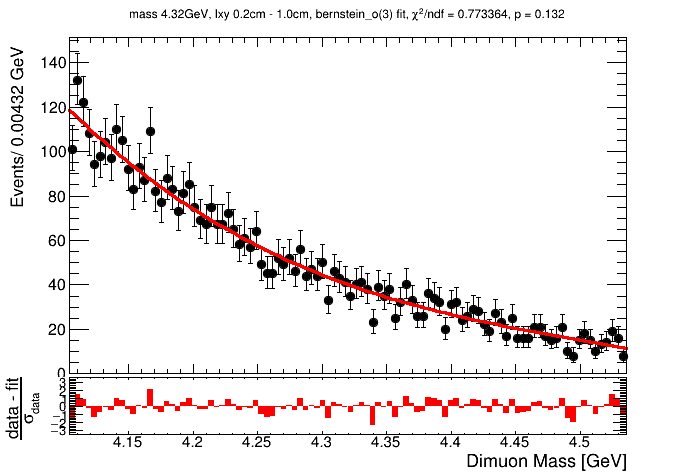 mass 4.32GeV, lxy 0.2cm - 1.0cm, bernstein_o(3) fit, χ²/ndf = 0.773364, p = 0.132
Events/ 0.00432 GeV
140
120
100
80
60
40
20
0
data - fit
σdata
3
2
1
0
−1
−2
−3
4.15 4.2 4.25 4.3 4.35 4.4 4.45 4.5
Dimuon Mass [GeV]